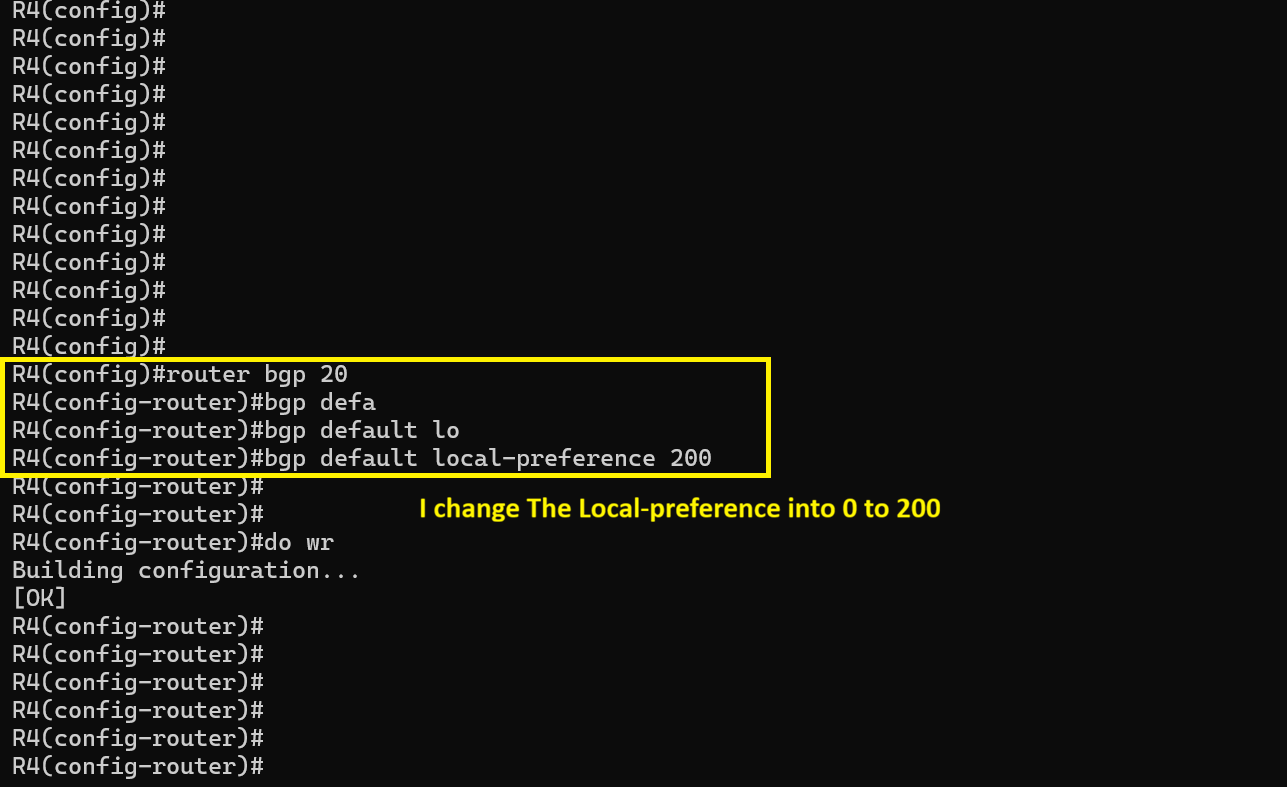 R4(config)#
R4(config)#
R4(config)#
R4(config)#
R4(config)#
R4(config)#
R4(config)#
R4(config)#
R4(config)#
R4(config)#
R4(config)#
R4(config)#
R4(config)#
R4(config)#router bgp 20
R4(config-router)#bgp defa
R4(config-router)#bgp default lo
R4(config-router)#bgp default local-preference 200
R4(config-router)#
I change The Local-preference into 0 to 200
R4(config-router)#
R4(config-router)#do wr
Building configuration...
[OK]
R4(config-router)#
R4(config-router)#
R4(config-router)#
R4(config-router)#
R4(config-router)#
R4(config-router)#